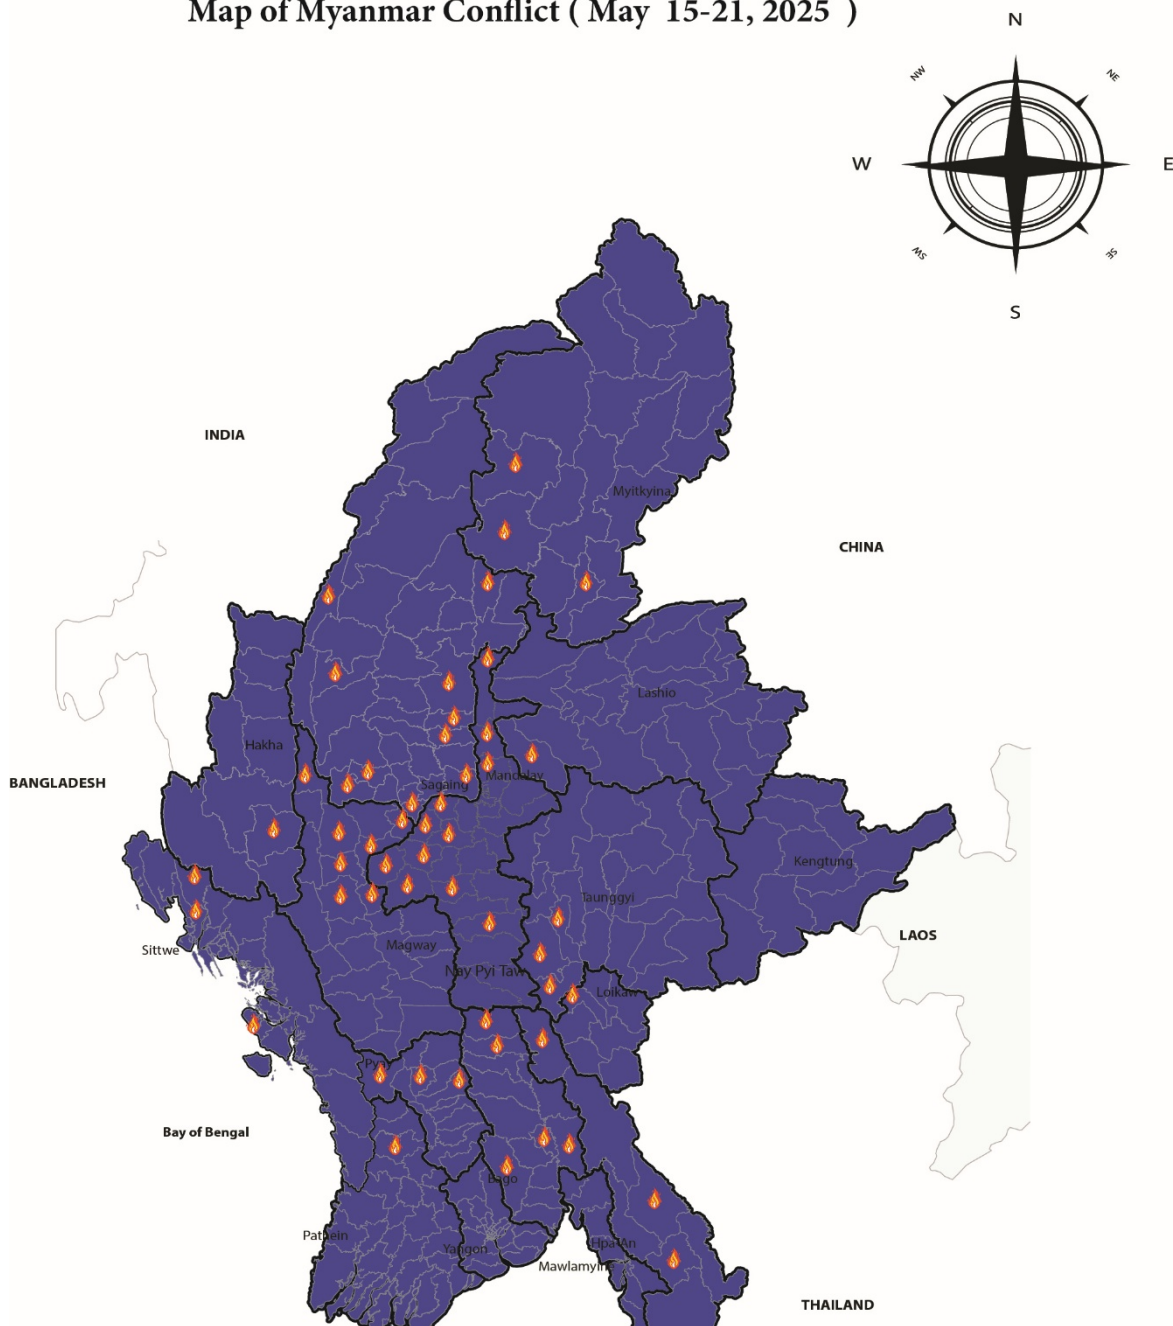 Map of Myanmar Conflict ( May 15-21, 2025 )
N
NW
NE
W
E
SW
SE
S
INDIA
Myitkyina
CHINA
Lashio
Hakha
BANGLADESH
Mandalay
Sagaing
Kengtung
Taunggyi
LAOS
Sittwe
Magway
Nay Pyi Taw
Loikaw
Pyay
Bay of Bengal
Bago
Pathein
Yangon
Hpa-An
Mawlamyine
THAILAND